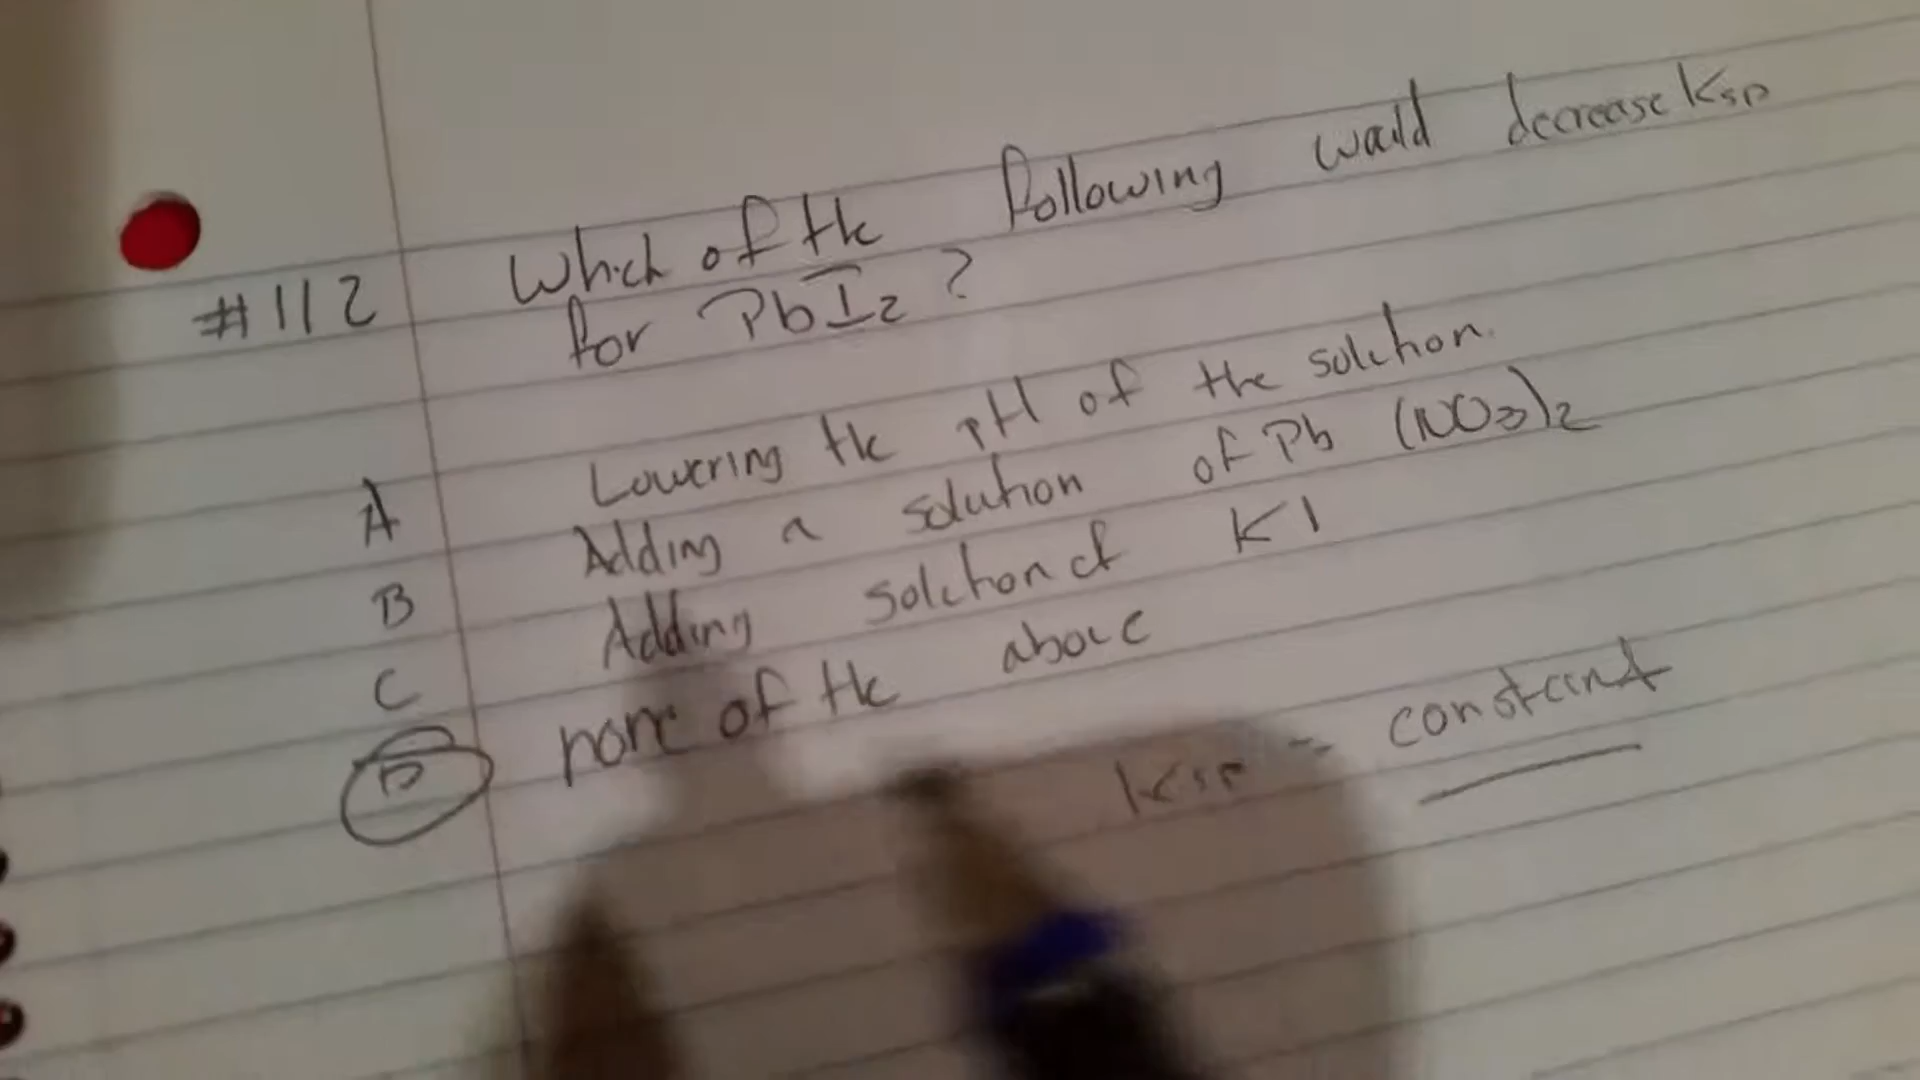 #112 Which of the following would decrease Ksp
for PbI2 ?
A Lowering the pH of the solution.
B Adding a solution of Pb (NO3)2
C Adding solution of KI
D none of the above
Ksp - constant